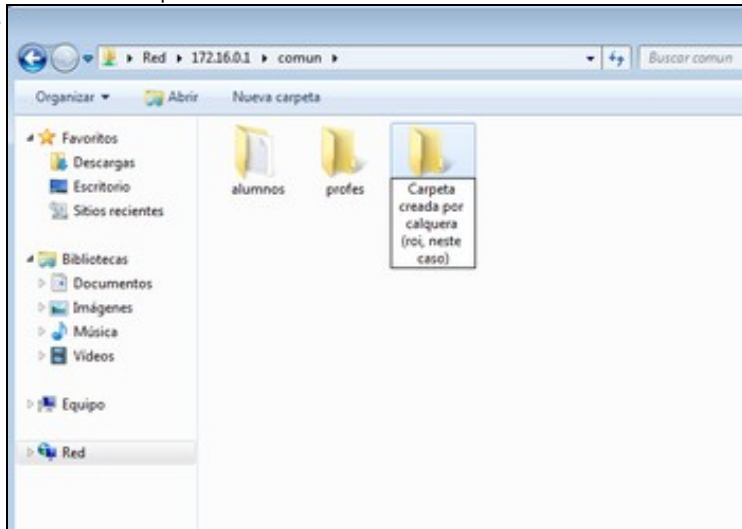 Red ▸ 172.16.0.1 ▸ comun ▸
Buscar comun
Organizar
Abrir
Nueva carpeta
Favoritos
Descargas
Escritorio
Sitios recientes
Bibliotecas
Documentos
Imágenes
Música
Vídeos
Equipo
Red
alumnos
profes
Carpeta
creada por
calquera
(roi, neste
caso)